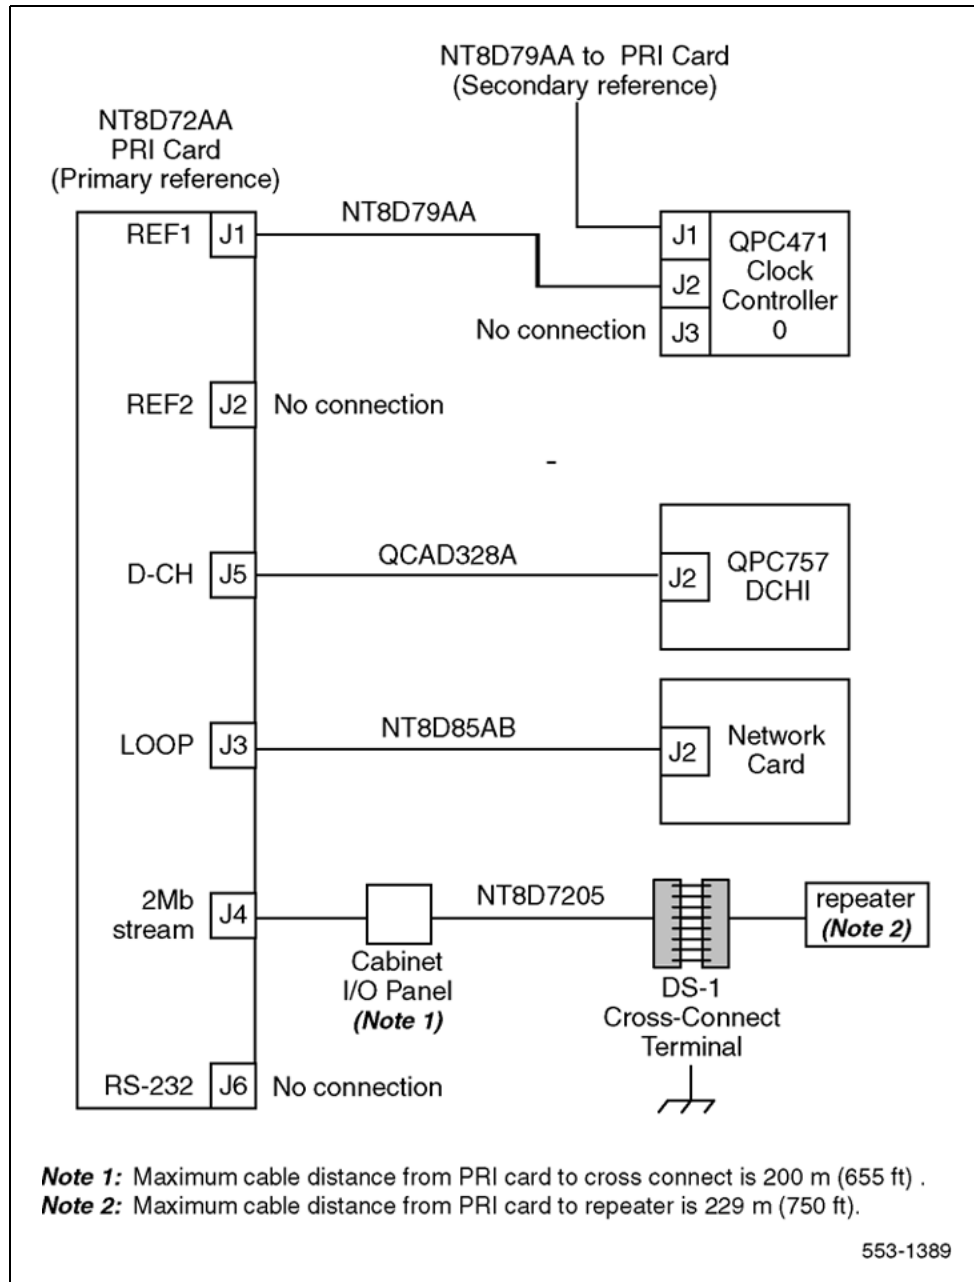 NT8D79AA to PRI Card
(Secondary reference)
NT8D72AA
PRI Card
(Primary reference)
REF1 J1
NT8D79AA
J1
J2
No connection J3
QPC471
Clock
Controller
0
REF2 J2 No connection
-
D-CH J5
QCAD328A
J2
QPC757
DCHI
LOOP J3
NT8D85AB
J2
Network
Card
2Mb
stream
J4
Cabinet
I/O Panel
(Note 1)
NT8D7205
DS-1
Cross-Connect
Terminal
repeater
(Note 2)
RS-232 J6 No connection
Note 1: Maximum cable distance from PRI card to cross connect is 200 m (655 ft) .
Note 2: Maximum cable distance from PRI card to repeater is 229 m (750 ft).
553-1389